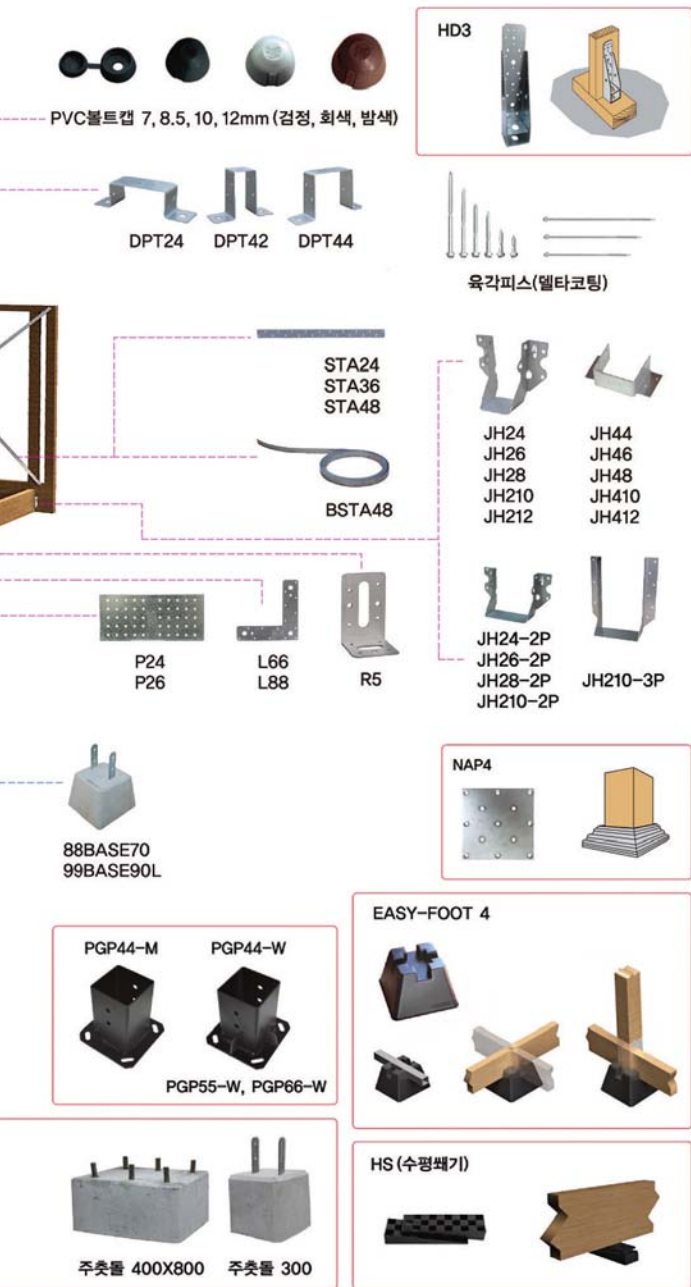 HD3
PVC볼트캡 7, 8.5, 10, 12mm (검정, 회색, 밤색)
DPT24
DPT42
DPT44
육각피스(델타코팅)
STA24
STA36
STA48
BSTA48
JH24
JH26
JH28
JH210
JH212
JH44
JH46
JH48
JH410
JH412
P24
P26
L66
L88
R5
JH24-2P
JH26-2P
JH28-2P
JH210-2P
JH210-3P
NAP4
88BASE70
99BASE90L
EASY-FOOT 4
PGP44-M
PGP44-W
PGP55-W, PGP66-W
주춧돌 400X800
주춧돌 300
HS (수평쐐기)